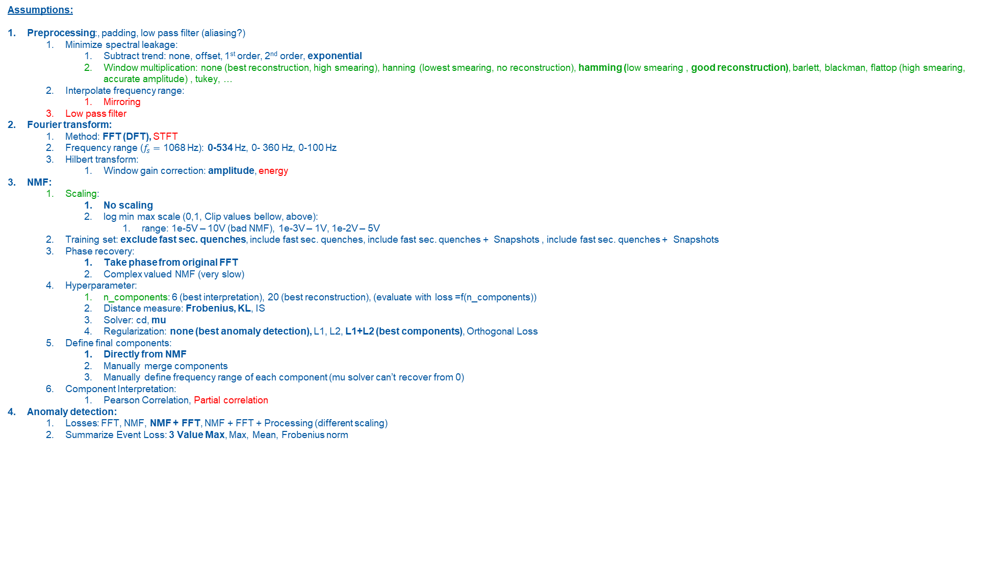 Assumptions:
1. Preprocessing:, padding, low pass filter (aliasing?)
1. Minimize spectral leakage:
1. Subtract trend: none, offset, 1st order, 2nd order, exponential
2. Window multiplication: none (best reconstruction, high smearing), hanning (lowest smearing, no reconstruction), hamming (low smearing , good reconstruction), barlett, blackman, flattop (high smearing,
accurate amplitude) , tukey, …
2. Interpolate frequency range:
1. Mirroring
3. Low pass filter
2. Fourier transform:
1. Method: FFT (DFT), STFT
2. Frequency range (fs = 1068 Hz): 0-534 Hz, 0- 360 Hz, 0-100 Hz
3. Hilbert transform:
1. Window gain correction: amplitude, energy
3. NMF:
1. Scaling:
1. No scaling
2. log min max scale (0,1, Clip values bellow, above):
1. range: 1e-5V – 10V (bad NMF), 1e-3V – 1V, 1e-2V – 5V
2. Training set: exclude fast sec. quenches, include fast sec. quenches, include fast sec. quenches + Snapshots , include fast sec. quenches + Snapshots
3. Phase recovery:
1. Take phase from original FFT
2. Complex valued NMF (very slow)
4. Hyperparameter:
1. n_components: 6 (best interpretation), 20 (best reconstruction), (evaluate with loss =f(n_components))
2. Distance measure: Frobenius, KL, IS
3. Solver: cd, mu
4. Regularization: none (best anomaly detection), L1, L2, L1+L2 (best components), Orthogonal Loss
5. Define final components:
1. Directly from NMF
2. Manually merge components
3. Manually define frequency range of each component (mu solver can’t recover from 0)
6. Component Interpretation:
1. Pearson Correlation, Partial correlation
4. Anomaly detection:
1. Losses: FFT, NMF, NMF + FFT, NMF + FFT + Processing (different scaling)
2. Summarize Event Loss: 3 Value Max, Max, Mean, Frobenius norm